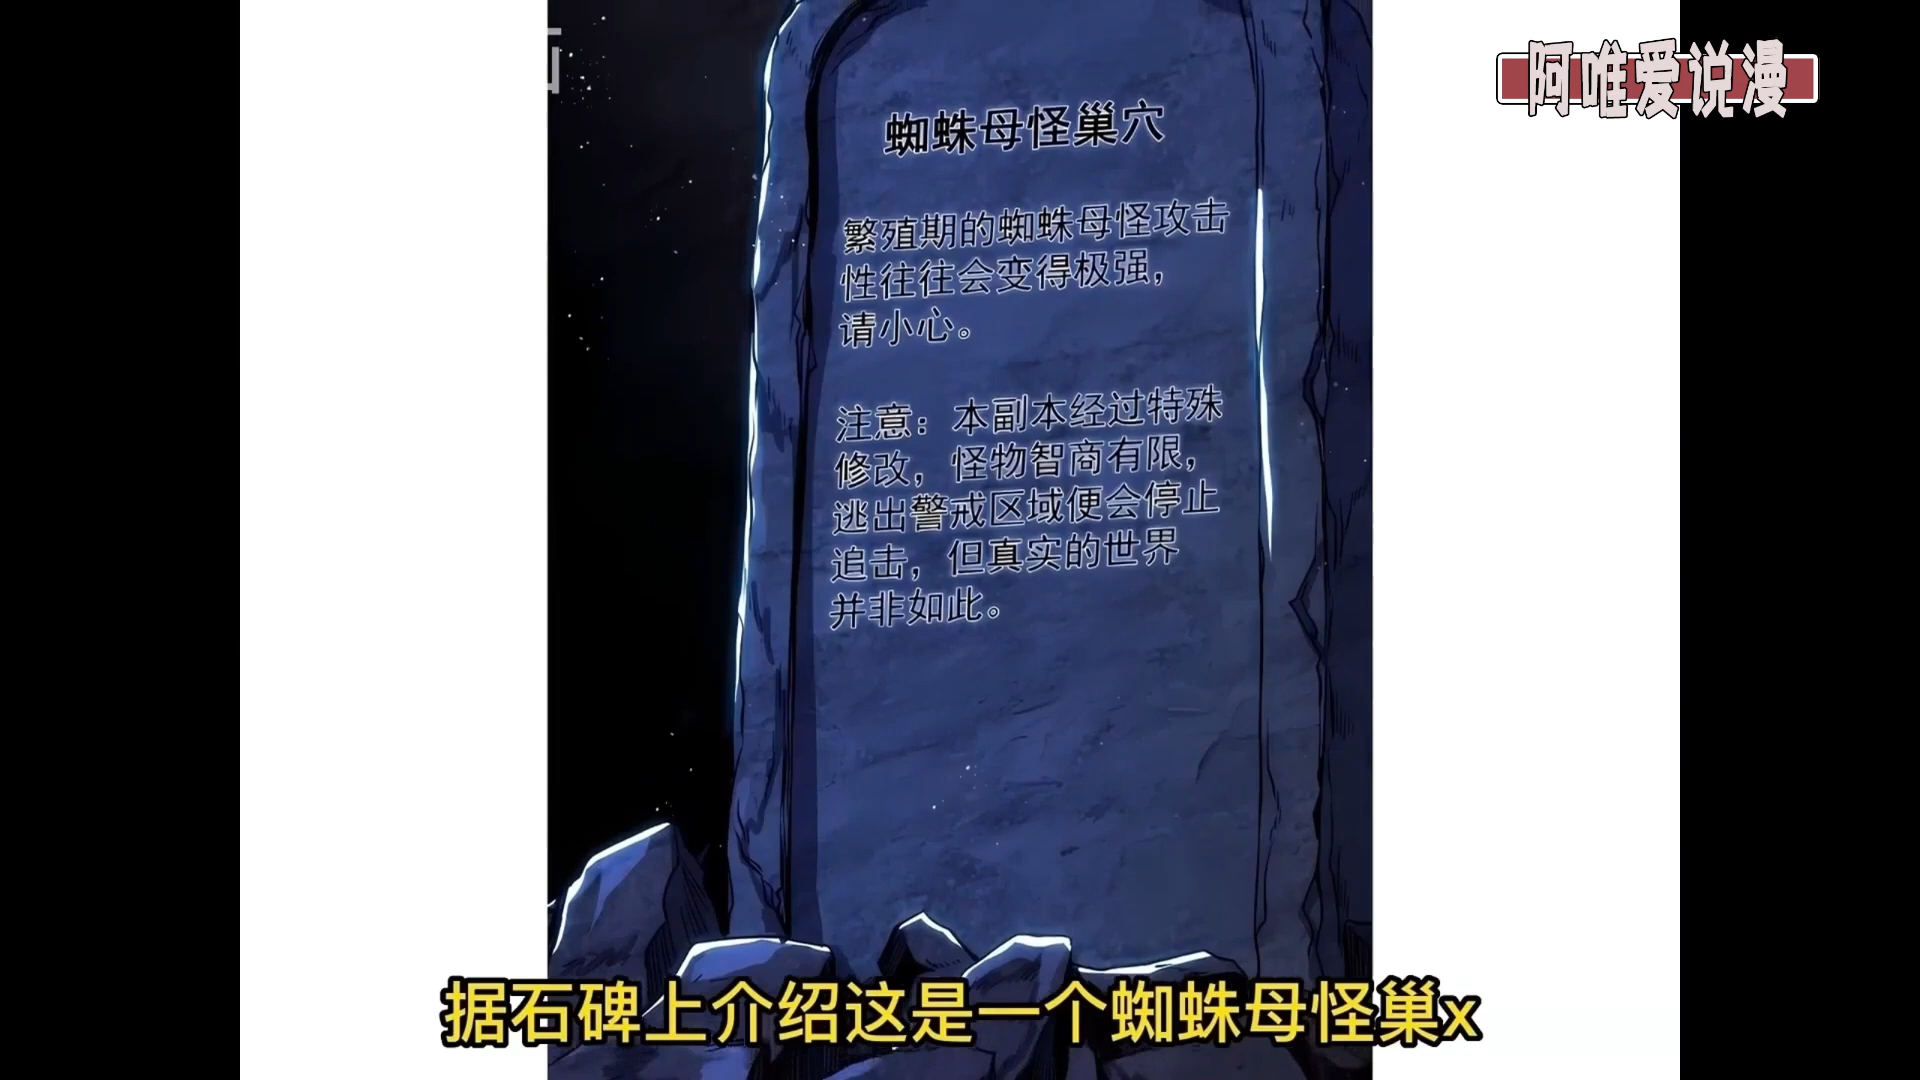 阿唯爱说漫
蜘蛛母怪巢穴
繁殖期的蜘蛛母怪攻击
性往往会变得极强，
请小心。
注意：本副本经过特殊
修改，怪物智商有限，
逃出警戒区域便会停止
追击，但真实的世界
并非如此。
据石碑上介绍这是一个蜘蛛母怪巢x